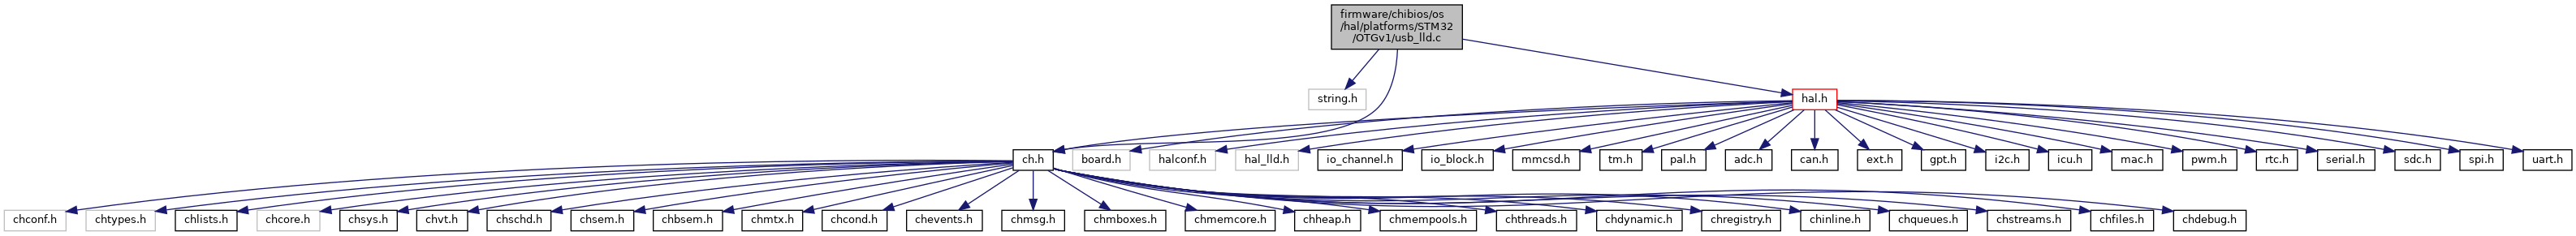 firmware/chibios/os
/hal/platforms/STM32
/OTGv1/usb_lld.c
string.h
hal.h
ch.h
board.h
halconf.h
hal_lld.h
io_channel.h
io_block.h
mmcsd.h
tm.h
pal.h
adc.h
can.h
ext.h
gpt.h
i2c.h
icu.h
mac.h
pwm.h
rtc.h
serial.h
sdc.h
spi.h
uart.h
chconf.h
chtypes.h
chlists.h
chcore.h
chsys.h
chvt.h
chschd.h
chsem.h
chbsem.h
chmtx.h
chcond.h
chevents.h
chmsg.h
chmboxes.h
chmemcore.h
chheap.h
chmempools.h
chthreads.h
chdynamic.h
chregistry.h
chinline.h
chqueues.h
chstreams.h
chfiles.h
chdebug.h